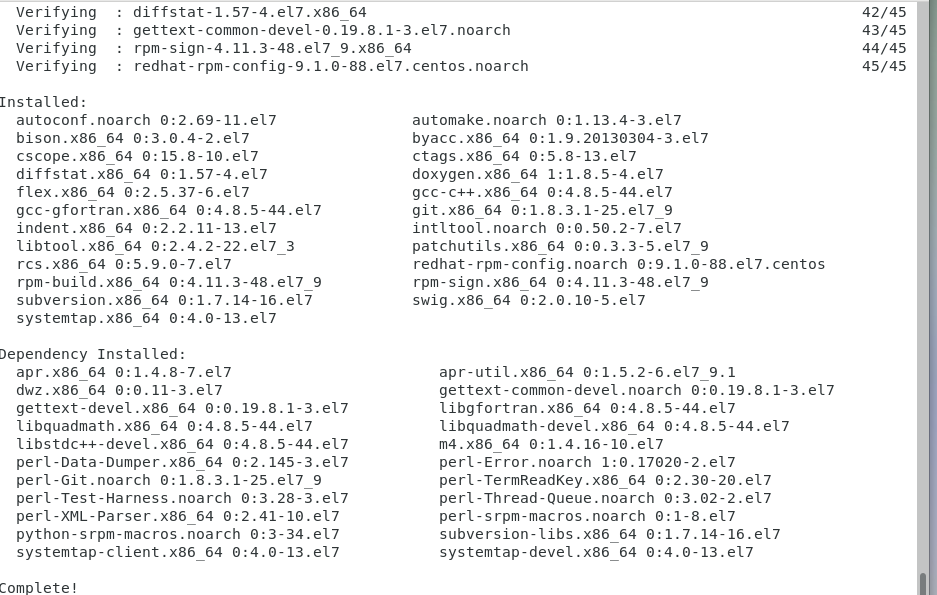 Verifying  : diffstat-1.57-4.el7.x86_64 42/45
Verifying  : gettext-common-devel-0.19.8.1-3.el7.noarch 43/45
Verifying  : rpm-sign-4.11.3-48.el7_9.x86_64 44/45
Verifying  : redhat-rpm-config-9.1.0-88.el7.centos.noarch 45/45
Installed:
autoconf.noarch 0:2.69-11.el7 automake.noarch 0:1.13.4-3.el7
bison.x86_64 0:3.0.4-2.el7 byacc.x86_64 0:1.9.20130304-3.el7
cscope.x86_64 0:15.8-10.el7 ctags.x86_64 0:5.8-13.el7
diffstat.x86_64 0:1.57-4.el7 doxygen.x86_64 1:1.8.5-4.el7
flex.x86_64 0:2.5.37-6.el7 gcc-c++.x86_64 0:4.8.5-44.el7
gcc-gfortran.x86_64 0:4.8.5-44.el7 git.x86_64 0:1.8.3.1-25.el7_9
indent.x86_64 0:2.2.11-13.el7 intltool.noarch 0:0.50.2-7.el7
libtool.x86_64 0:2.4.2-22.el7_3 patchutils.x86_64 0:0.3.3-5.el7_9
rcs.x86_64 0:5.9.0-7.el7 redhat-rpm-config.noarch 0:9.1.0-88.el7.centos
rpm-build.x86_64 0:4.11.3-48.el7_9 rpm-sign.x86_64 0:4.11.3-48.el7_9
subversion.x86_64 0:1.7.14-16.el7 swig.x86_64 0:2.0.10-5.el7
systemtap.x86_64 0:4.0-13.el7
Dependency Installed:
apr.x86_64 0:1.4.8-7.el7 apr-util.x86_64 0:1.5.2-6.el7_9.1
dwz.x86_64 0:0.11-3.el7 gettext-common-devel.noarch 0:0.19.8.1-3.el7
gettext-devel.x86_64 0:0.19.8.1-3.el7 libgfortran.x86_64 0:4.8.5-44.el7
libquadmath.x86_64 0:4.8.5-44.el7 libquadmath-devel.x86_64 0:4.8.5-44.el7
libstdc++-devel.x86_64 0:4.8.5-44.el7 m4.x86_64 0:1.4.16-10.el7
perl-Data-Dumper.x86_64 0:2.145-3.el7 perl-Error.noarch 1:0.17020-2.el7
perl-Git.noarch 0:1.8.3.1-25.el7_9 perl-TermReadKey.x86_64 0:2.30-20.el7
perl-Test-Harness.noarch 0:3.28-3.el7 perl-Thread-Queue.noarch 0:3.02-2.el7
perl-XML-Parser.x86_64 0:2.41-10.el7 perl-srpm-macros.noarch 0:1-8.el7
python-srpm-macros.noarch 0:3-34.el7 subversion-libs.x86_64 0:1.7.14-16.el7
systemtap-client.x86_64 0:4.0-13.el7 systemtap-devel.x86_64 0:4.0-13.el7
Complete!